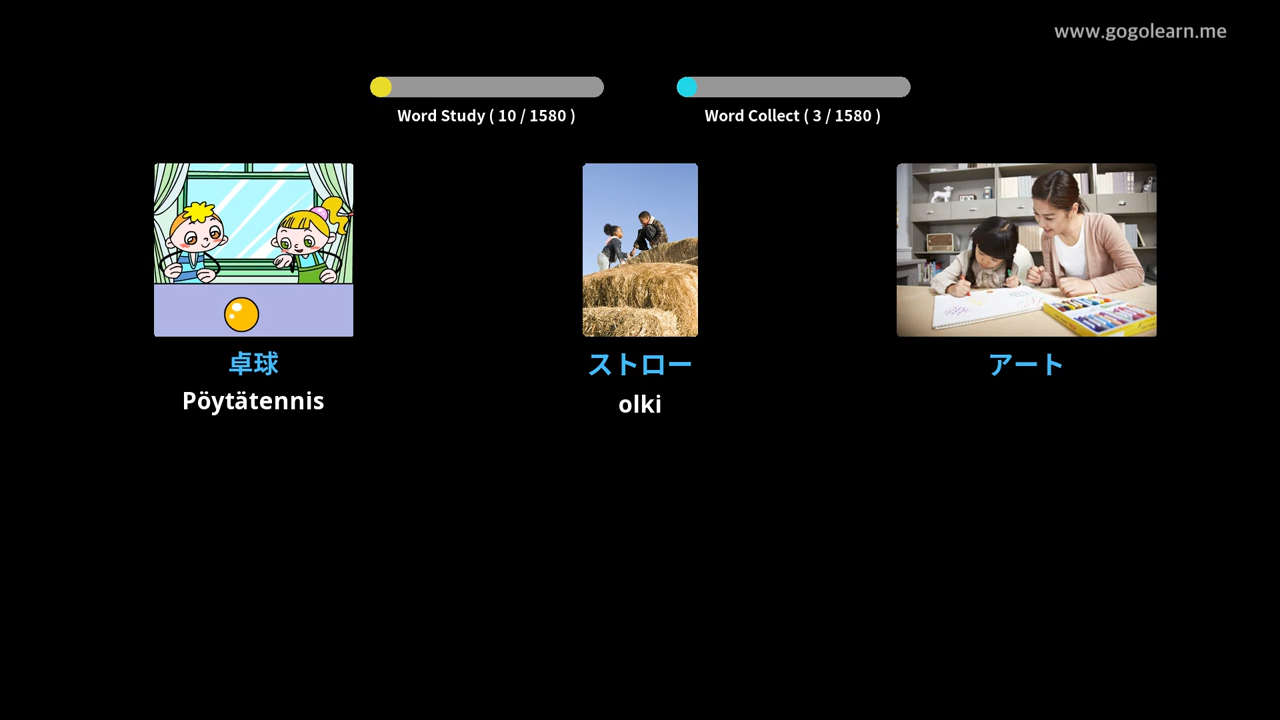 www.gogolearn.me
Word Study ( 10 / 1580 )
Word Collect ( 3 / 1580 )
卓球
ストロー
アート
Pöytätennis
olki